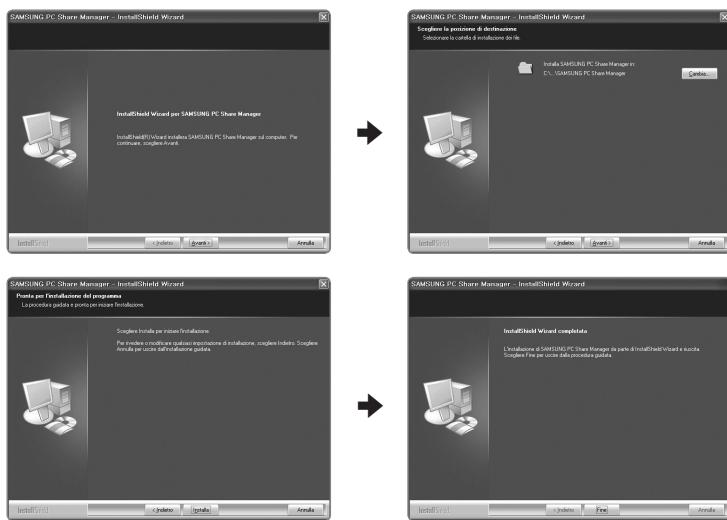 SAMSUNG PC Share Manager - InstallShield Wizard
InstallShield Wizard per SAMSUNG PC Share Manager
InstallShield(R) Wizard installera SAMSUNG PC Share Manager sul computer. Per
continuare, scegliere Avanti.
InstallShield
< Indietro
Avanti >
Annulla
SAMSUNG PC Share Manager - InstallShield Wizard
Scegliere la posizione di destinazione
Selezionare la cartella di installazione dei file.
Installa SAMSUNG PC Share Manager in:
C:\...\SAMSUNG PC Share Manager
Cambia...
InstallShield
< Indietro
Avanti >
Annulla
SAMSUNG PC Share Manager - InstallShield Wizard
Pronta per l'installazione del programma
La procedura guidata e pronta per iniziare l'installazione.
Scegliere Installa per iniziare l'installazione.
Per rivedere o modificare qualsiasi impostazione di installazione, scegliere Indietro. Scegliere
Annulla per uscire dall'installazione guidata.
InstallShield
< Indietro
Installa
Annulla
SAMSUNG PC Share Manager - InstallShield Wizard
InstallShield Wizard completata
L'installazione di SAMSUNG PC Share Manager da parte di InstallShield Wizard e riuscita.
Scegliere Fine per uscire dalla procedura guidata.
InstallShield
< Indietro
Fine
Annulla